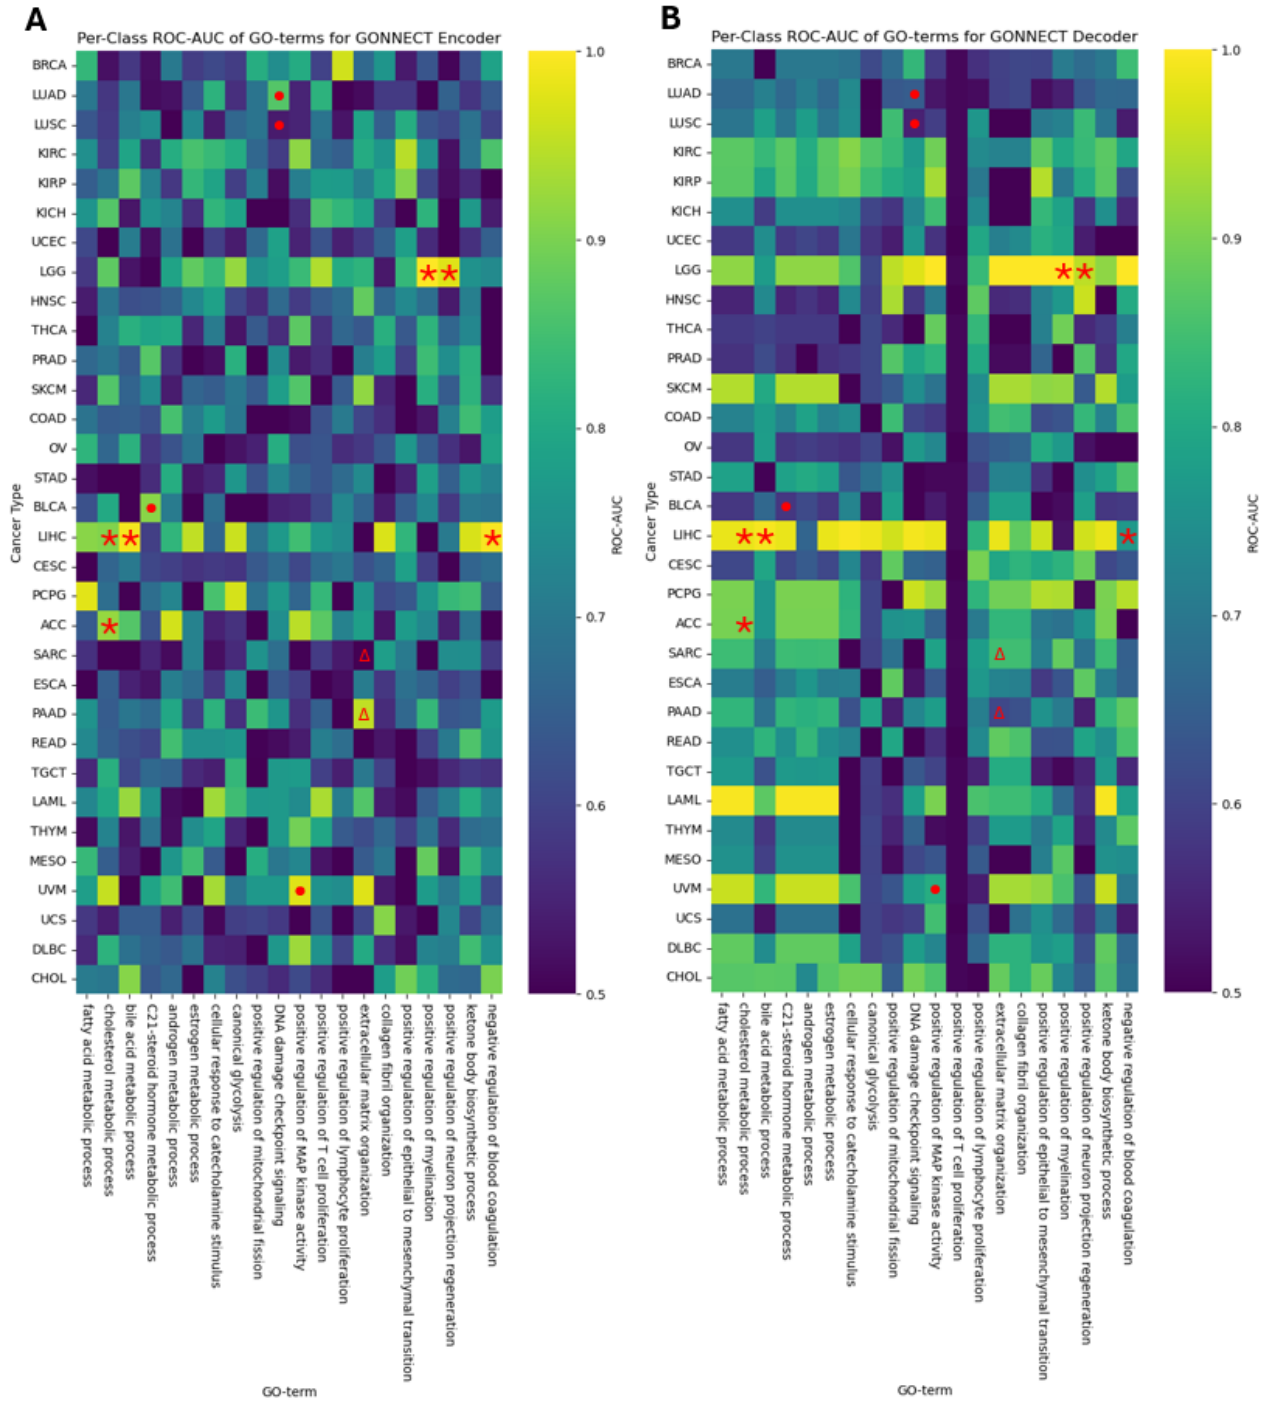 A
Per-Class ROC-AUC of GO-terms for GONNECT Encoder
Cancer Type
BRCA
LUAD
LUSC
KIRC
KIRP
KICH
UCEC
LGG
HNSC
THCA
PRAD
SKCM
COAD
OV
STAD
BLCA
LIHC
CESC
PCPG
ACC
SARC
ESCA
PAAD
READ
TGCT
LAML
THYM
MESO
UVM
UCS
DLBC
CHOL
* *
* * *
*
Δ
Δ
fatty acid metabolic process
cholesterol metabolic process
bile acid metabolic process
C21-steroid hormone metabolic process
androgen metabolic process
estrogen metabolic process
cellular response to catecholamine stimulus
canonical glycolysis
positive regulation of mitochondrial fission
DNA damage checkpoint signaling
positive regulation of MAP kinase activity
positive regulation of T cell proliferation
positive regulation of lymphocyte proliferation
extracellular matrix organization
collagen fibril organization
positive regulation of epithelial to mesenchymal transition
positive regulation of myelination
positive regulation of neuron projection regeneration
ketone body biosynthetic process
negative regulation of blood coagulation
GO-term
1.0
0.9
0.8
0.7
0.6
0.5
ROC-AUC
B
Per-Class ROC-AUC of GO-terms for GONNECT Decoder
Cancer Type
BRCA
LUAD
LUSC
KIRC
KIRP
KICH
UCEC
LGG
HNSC
THCA
PRAD
SKCM
COAD
OV
STAD
BLCA
LIHC
CESC
PCPG
ACC
SARC
ESCA
PAAD
READ
TGCT
LAML
THYM
MESO
UVM
UCS
DLBC
CHOL
* *
* * *
*
Δ
Δ
fatty acid metabolic process
cholesterol metabolic process
bile acid metabolic process
C21-steroid hormone metabolic process
androgen metabolic process
estrogen metabolic process
cellular response to catecholamine stimulus
canonical glycolysis
positive regulation of mitochondrial fission
DNA damage checkpoint signaling
positive regulation of MAP kinase activity
positive regulation of T cell proliferation
positive regulation of lymphocyte proliferation
extracellular matrix organization
collagen fibril organization
positive regulation of epithelial to mesenchymal transition
positive regulation of myelination
positive regulation of neuron projection regeneration
ketone body biosynthetic process
negative regulation of blood coagulation
GO-term
1.0
0.9
0.8
0.7
0.6
0.5
ROC-AUC